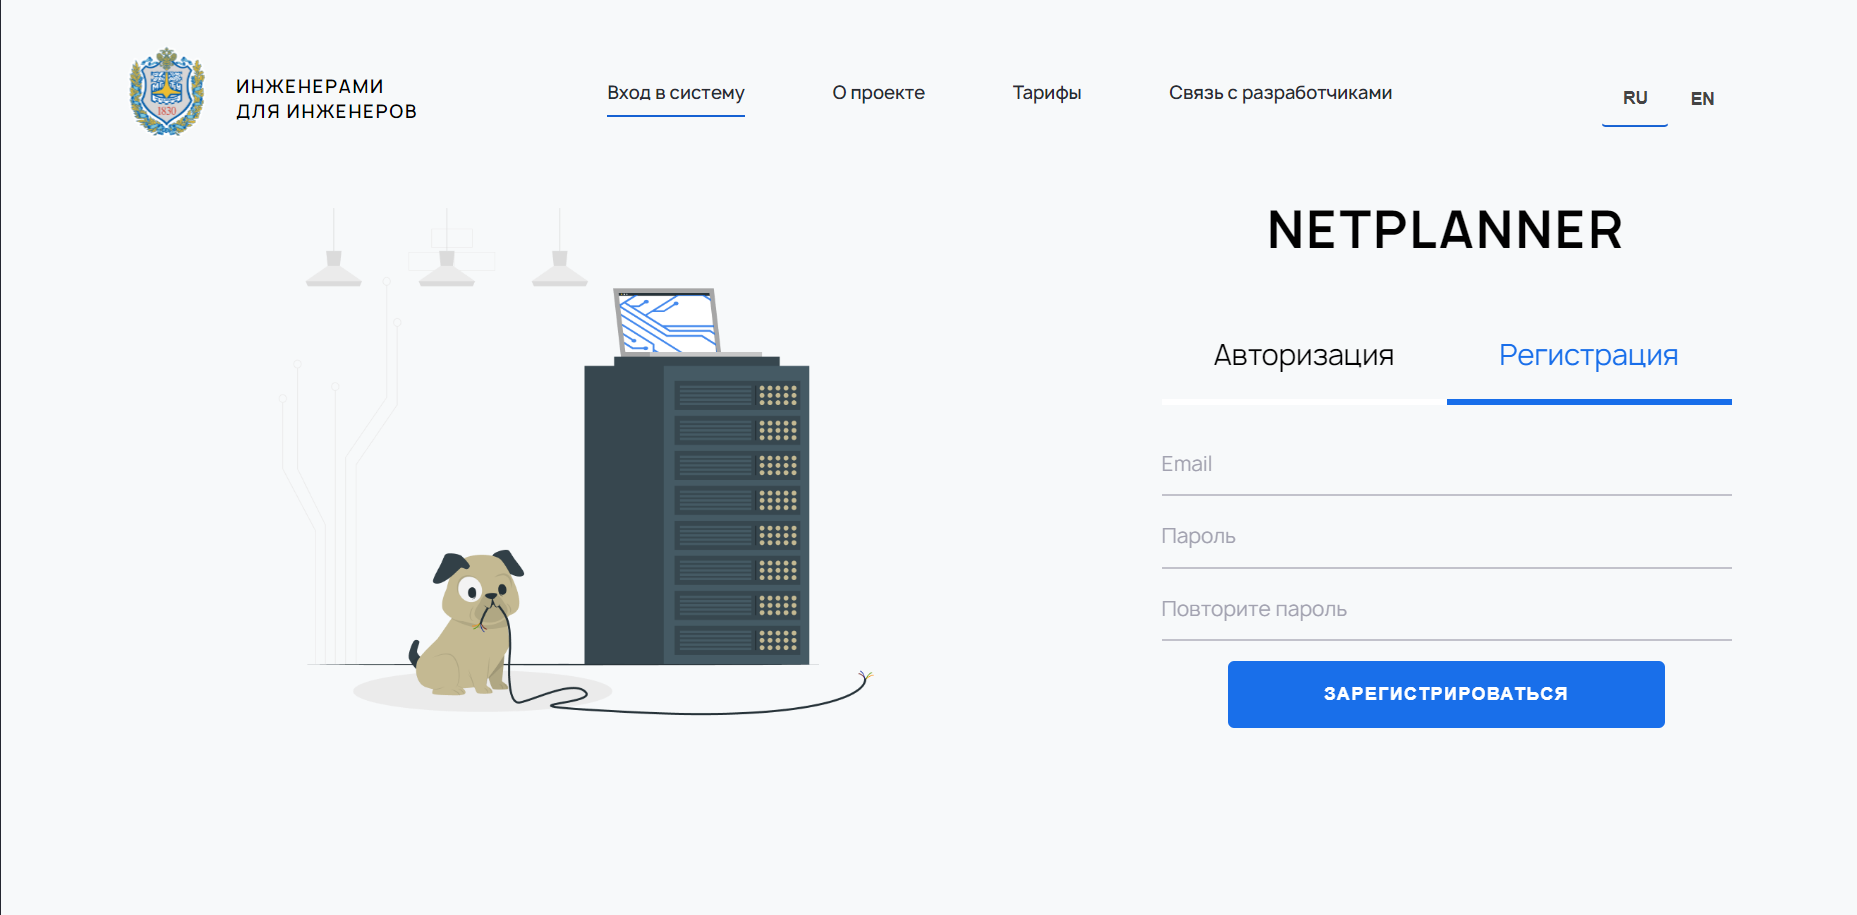 1830
ИНЖЕНЕРАМИ
ДЛЯ ИНЖЕНЕРОВ
Вход в систему
О проекте
Тарифы
Связь с разработчиками
RU
EN
NETPLANNER
Авторизация
Регистрация
Email
Пароль
Повторите пароль
ЗАРЕГИСТРИРОВАТЬСЯ